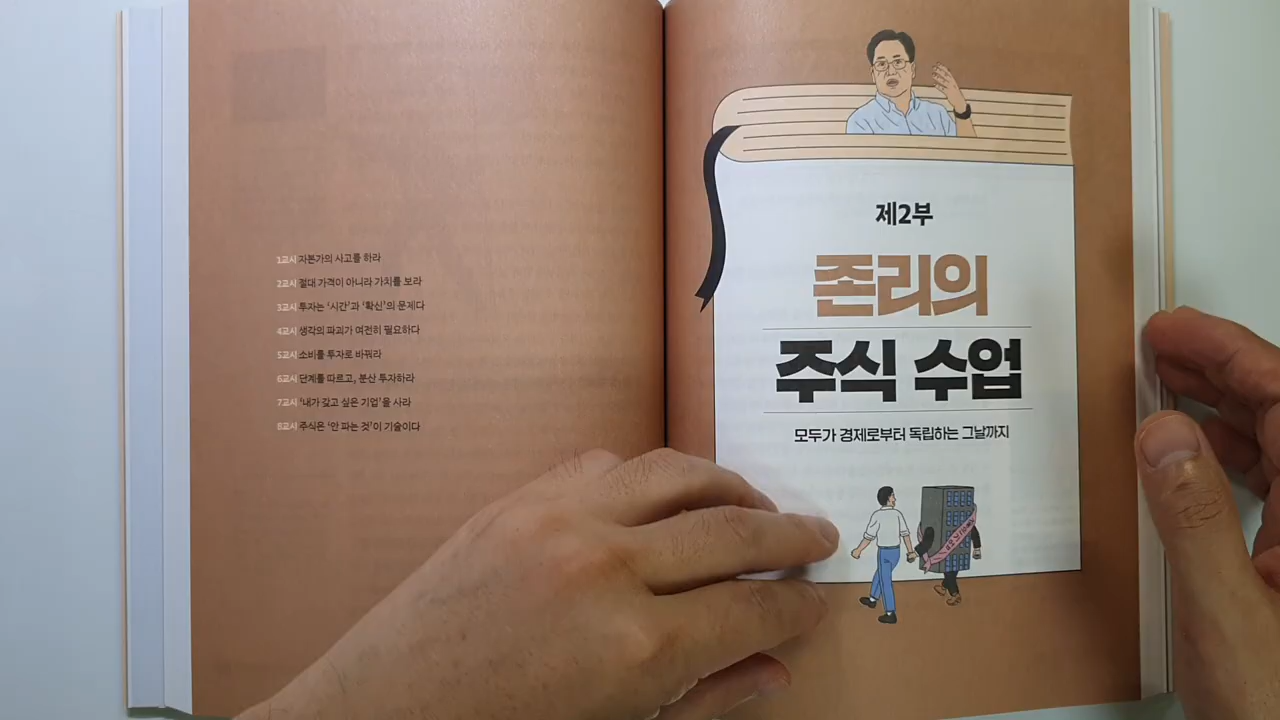 1교시 자본가의 사고를 하라
2교시 절대 가격이 아니라 가치를 보라
3교시 투자는 ‘시간’과 ‘확신’의 문제다
4교시 생각의 파괴가 여전히 필요하다
5교시 소비를 투자로 바꿔라
6교시 단계를 따르고, 분산 투자하라
7교시 ‘내가 갖고 싶은 기업’을 사라
8교시 주식은 ‘안 파는 것’이 기술이다
제2부
존리의
주식 수업
모두가 경제로부터 독립하는 그날까지